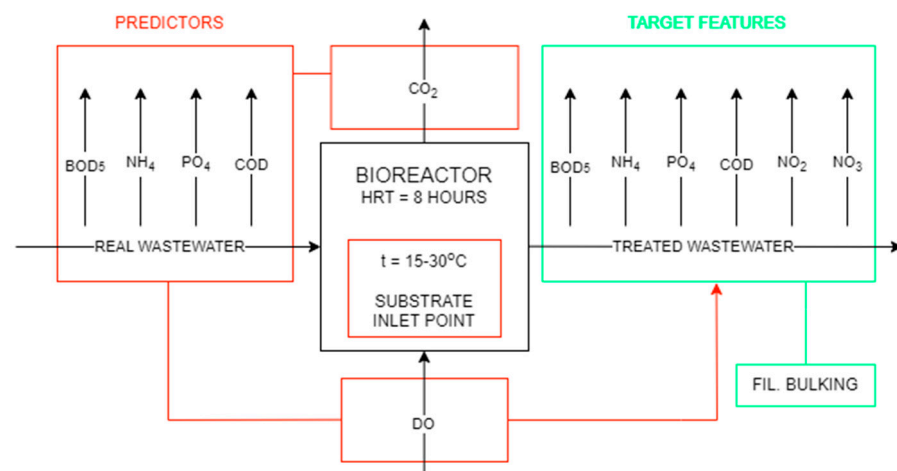 PREDICTORS
TARGET FEATURES
CO₂
BOD5
NH₄
PO₄
COD
BIOREACTOR
HRT = 8 HOURS
BOD5
NH₄
PO₄
COD
NO₂
NO₃
REAL WASTEWATER
TREATED WASTEWATER
t = 15-30°C
SUBSTRATE
INLET POINT
FIL. BULKING
DO